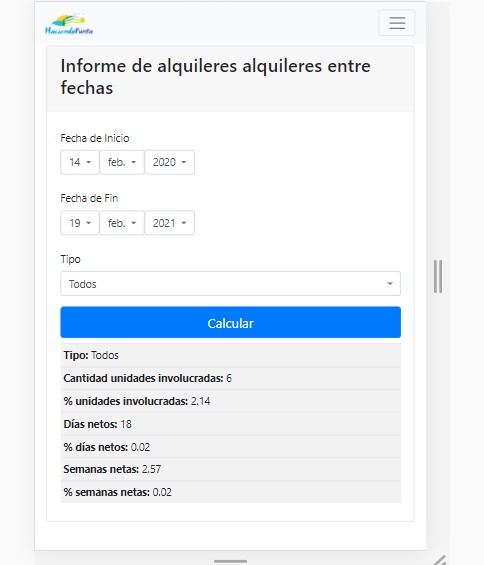 HaciendoPunta
Informe de alquileres alquileres entre
fechas
Fecha de Inicio
14 feb. 2020
Fecha de Fin
19 feb. 2021
Tipo
Todos
Calcular
Tipo: Todos
Cantidad unidades involucradas: 6
% unidades involucradas: 2.14
Días netos: 18
% días netos: 0.02
Semanas netas: 2.57
% semanas netas: 0.02